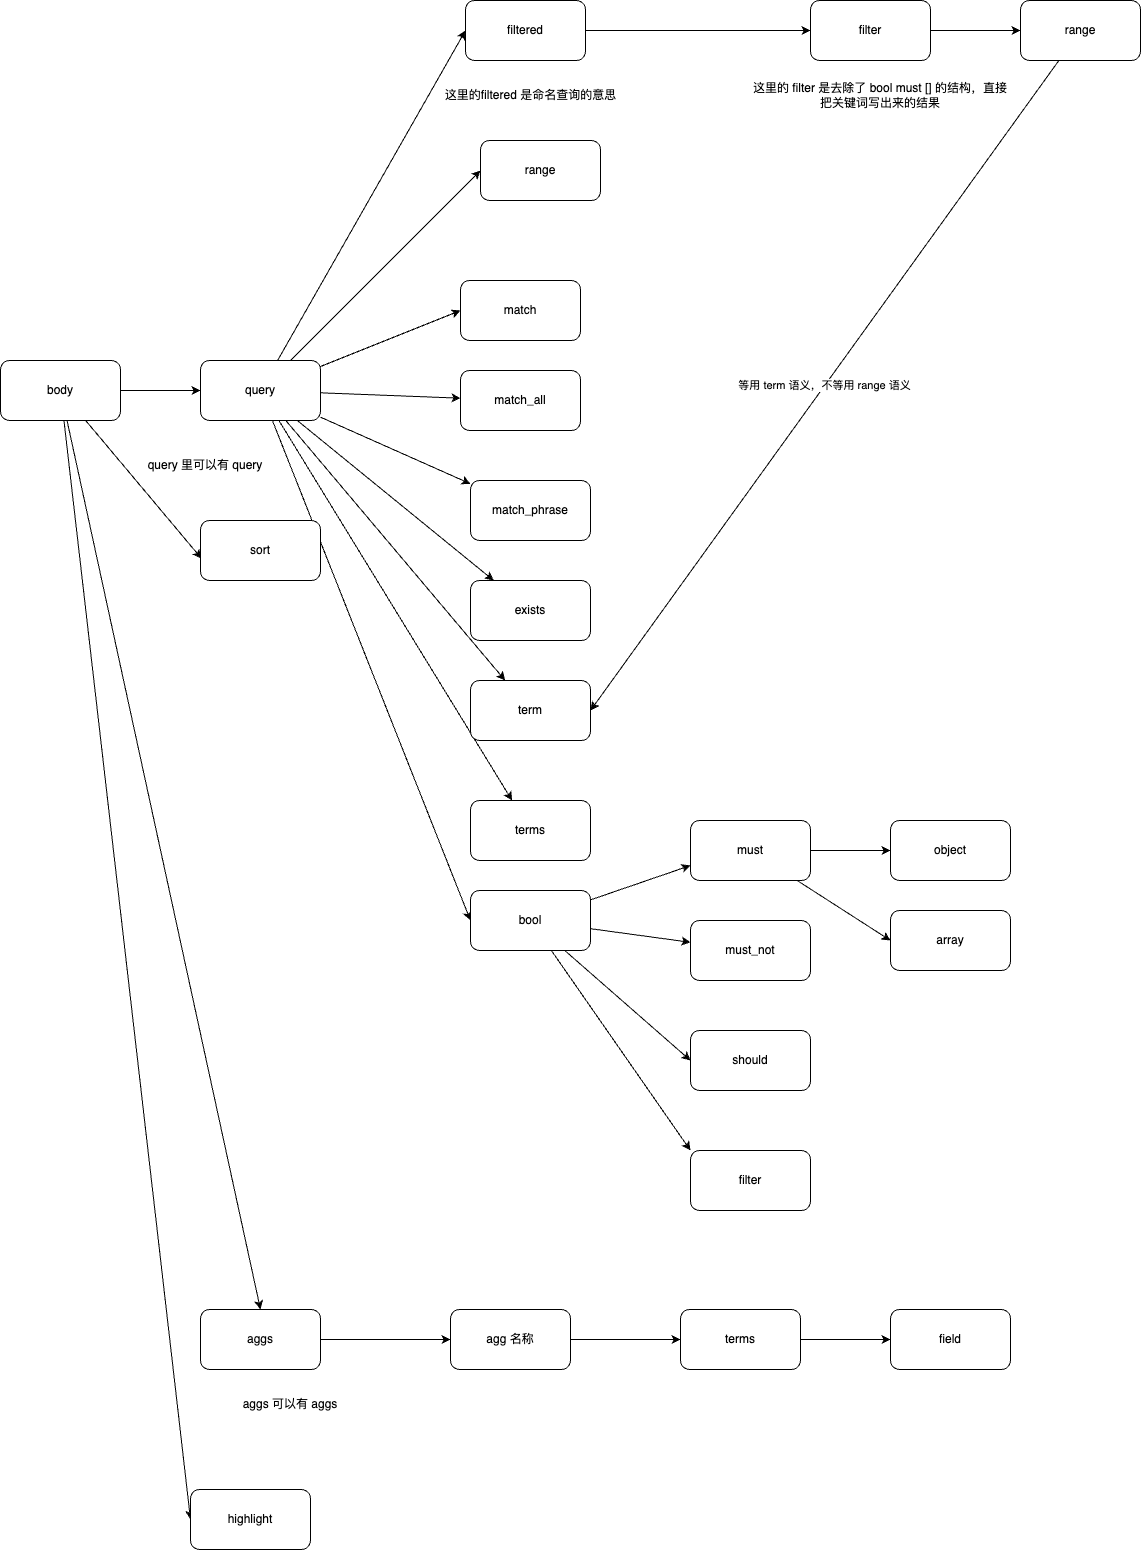 filtered
filter
range
这里的filtered 是命名查询的意思
这里的 filter 是去除了 bool must [] 的结构，直接
把关键词写出来的结果
range
match
body
query
等用 term 语义，不等用 range 语义
match_all
query 里可以有 query
match_phrase
sort
exists
term
terms
must
object
bool
must_not
array
should
filter
aggs
agg 名称
terms
field
aggs 可以有 aggs
highlight